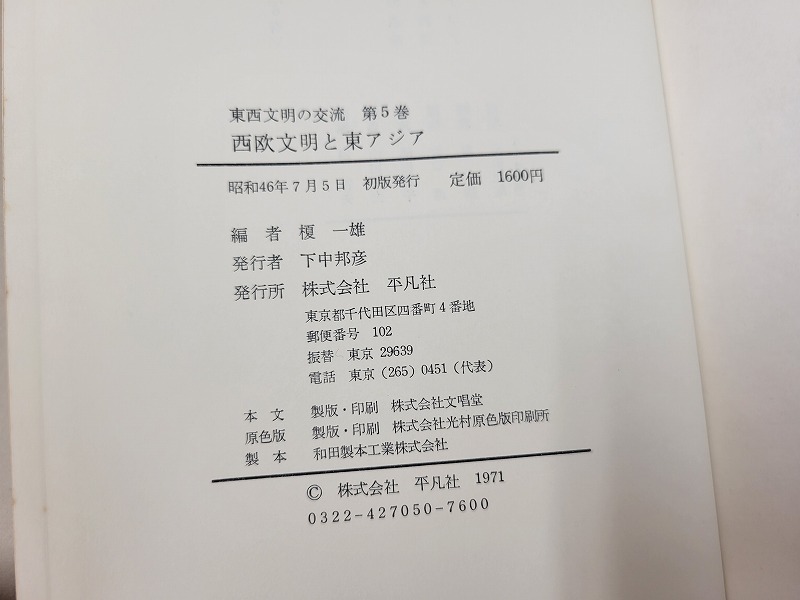 東西文明の交流　第5巻
西欧文明と東アジア
昭和46年7月5日　初版発行　定価　1600円
編　者　榎　一雄
発行者　下中邦彦
発行所　株式会社　平凡社
東京都千代田区四番町4番地
郵便番号　102
振替　東京 29639
電話　東京（265）0451（代表）
本　文　製版・印刷　株式会社文唱堂
原色版　製版・印刷　株式会社光村原色版印刷所
製　本　和田製本工業株式会社
© 株式会社　平凡社　1971
0322-427050-7600